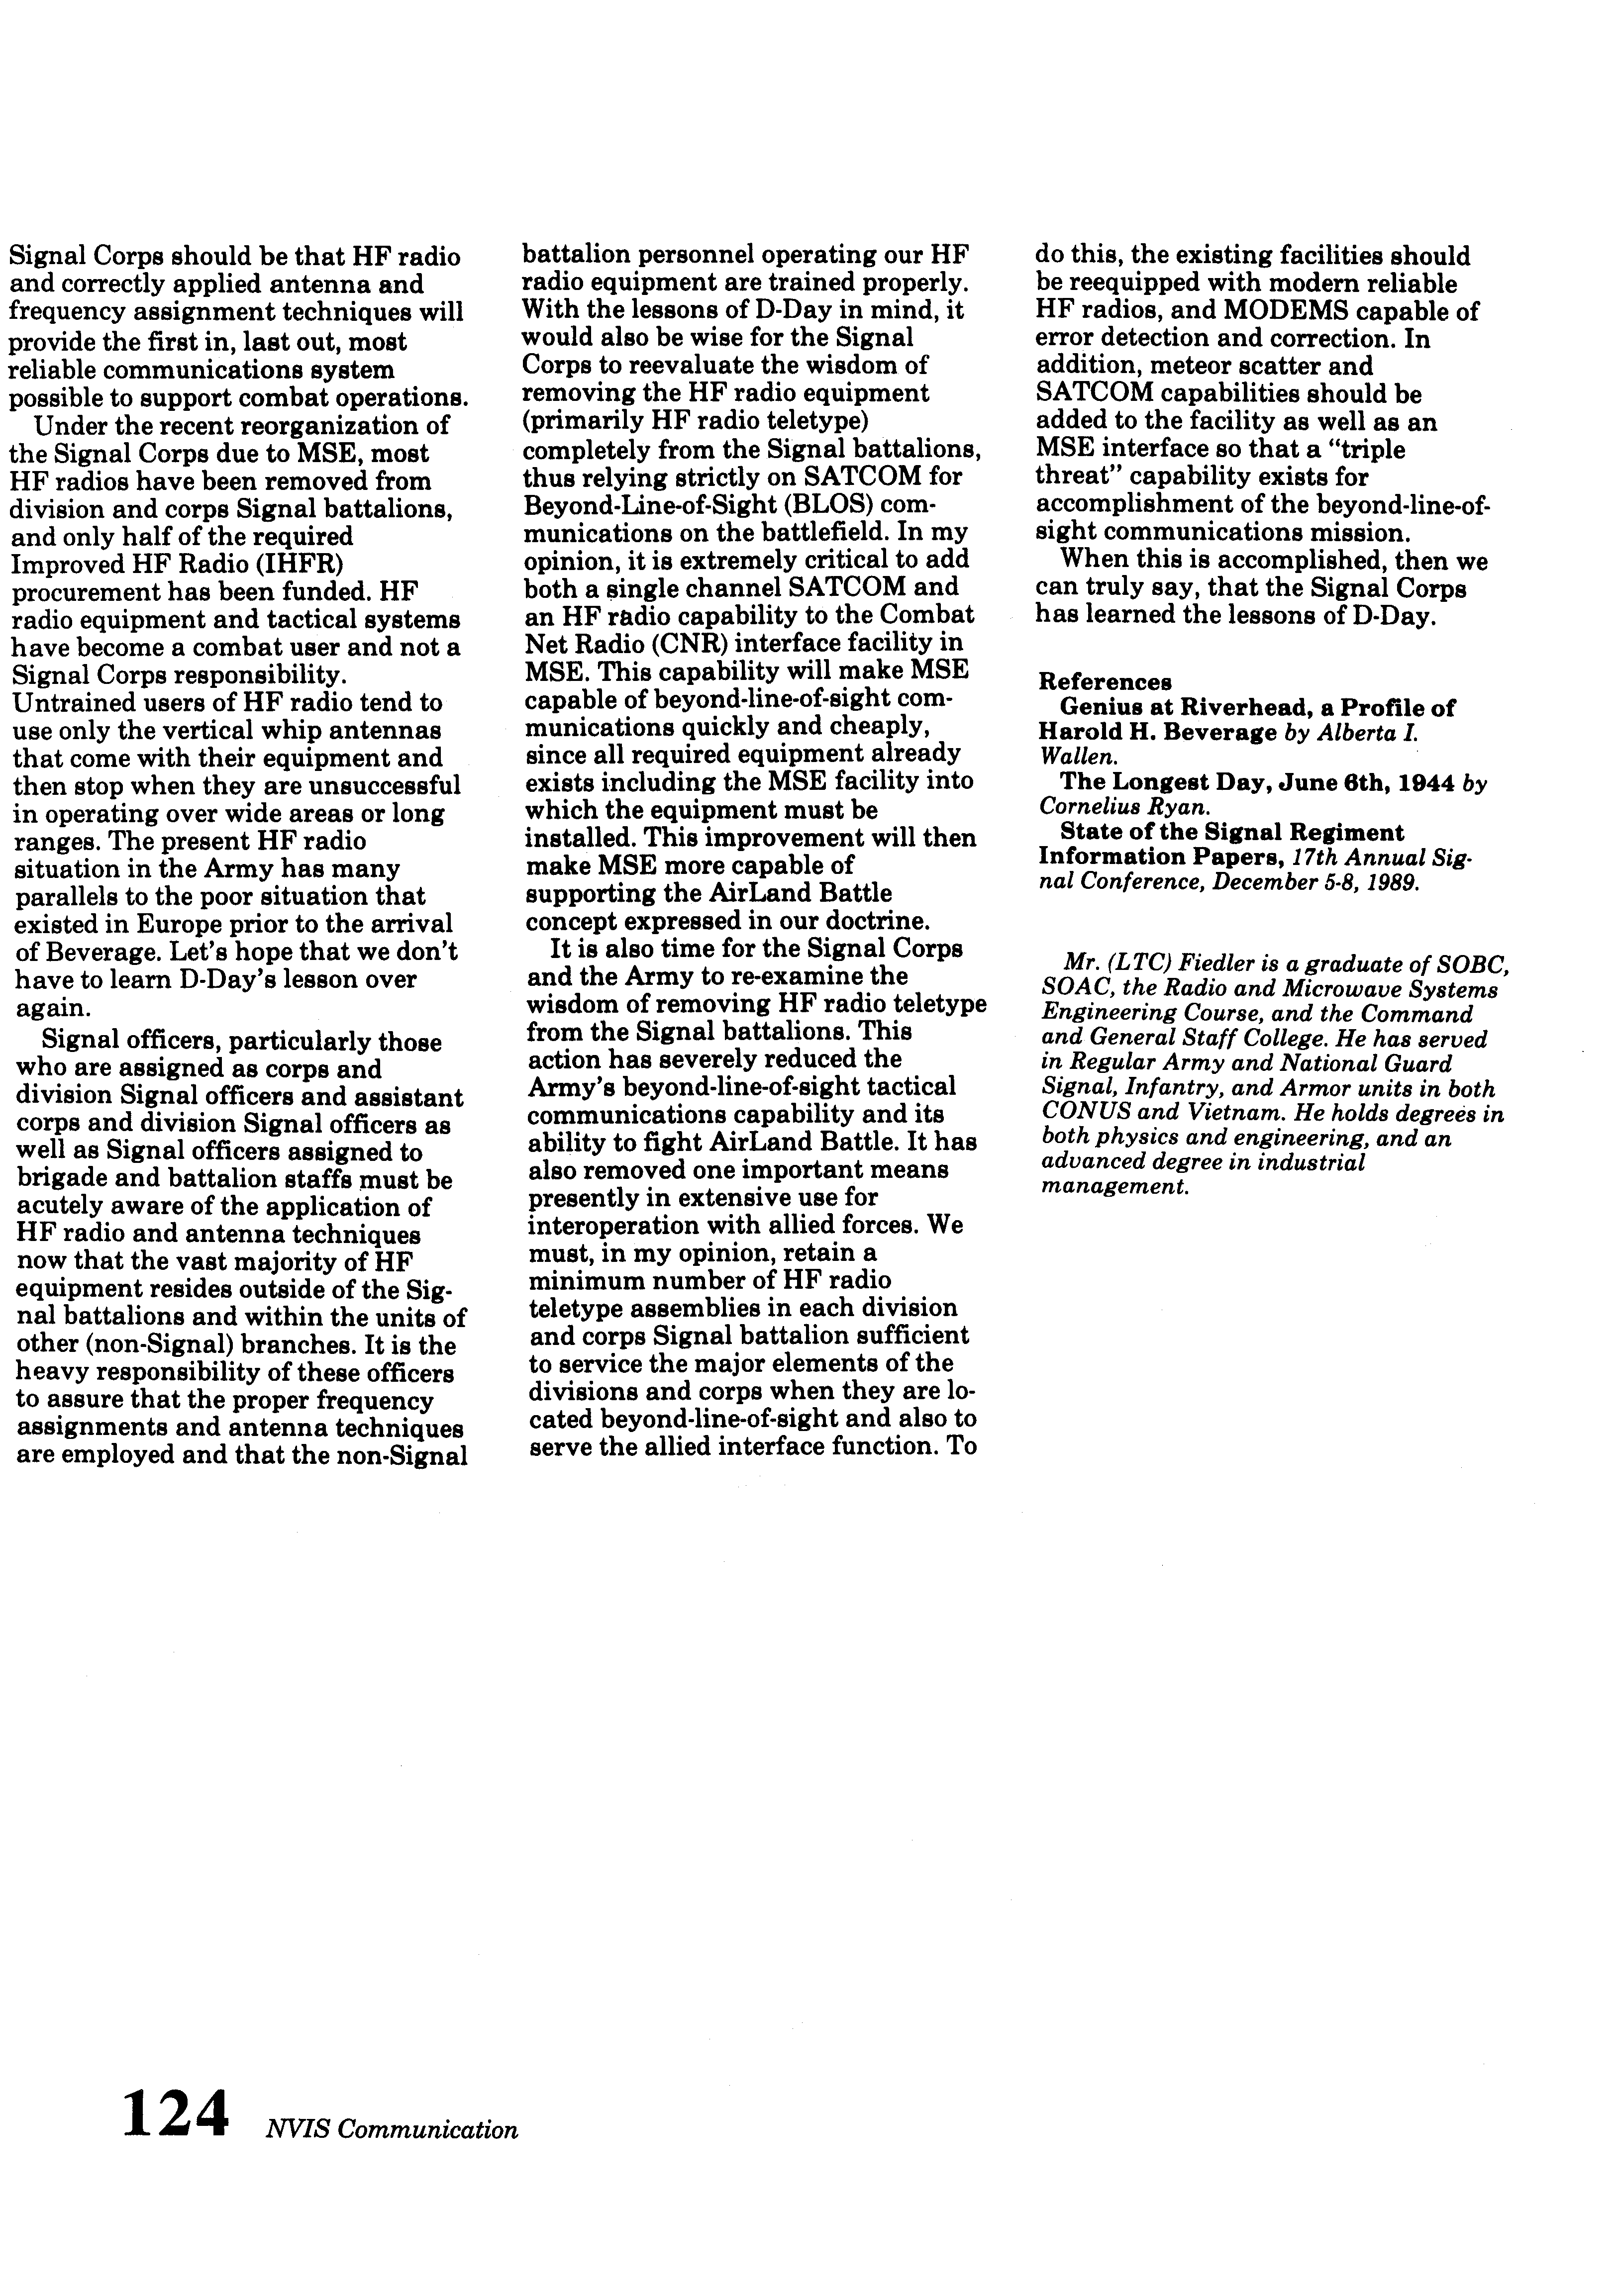 Signal Corps should be that HF radio
and correctly applied antenna and
frequency assignment techniques will
provide the first in, last out, most
reliable communications system
possible to support combat operations.
Under the recent reorganization of
the Signal Corps due to MSE, most
HF radios have been removed from
division and corps Signal battalions,
and only half of the required
Improved HF Radio (IHFR)
procurement has been funded. HF
radio equipment and tactical systems
have become a combat user and not a
Signal Corps responsibility.
Untrained users of HF radio tend to
use only the vertical whip antennas
that come with their equipment and
then stop when they are unsuccessful
in operating over wide areas or long
ranges. The present HF radio
situation in the Army has many
parallels to the poor situation that
existed in Europe prior to the arrival
of Beverage. Let's hope that we don't
have to learn D-Day's lesson over
again.
Signal officers, particularly those
who are assigned as corps and
division Signal officers and assistant
corps and division Signal officers as
well as Signal officers assigned to
brigade and battalion staffs must be
acutely aware of the application of
HF radio and antenna techniques
now that the vast majority of HF
equipment resides outside of the Sig-
nal battalions and within the units of
other (non-Signal) branches. It is the
heavy responsibility of these officers
to assure that the proper frequency
assignments and antenna techniques
are employed and that the non-Signal
battalion personnel operating our HF
radio equipment are trained properly.
With the lessons of D-Day in mind, it
would also be wise for the Signal
Corps to reevaluate the wisdom of
removing the HF radio equipment
(primarily HF radio teletype)
completely from the Signal battalions,
thus relying strictly on SATCOM for
Beyond-Line-of-Sight (BLOS) com-
munications on the battlefield. In my
opinion, it is extremely critical to add
both a single channel SATCOM and
an HF radio capability to the Combat
Net Radio (CNR) interface facility in
MSE. This capability will make MSE
capable of beyond-line-of-sight com-
munications quickly and cheaply,
since all required equipment already
exists including the MSE facility into
which the equipment must be
installed. This improvement will then
make MSE more capable of
supporting the AirLand Battle
concept expressed in our doctrine.
It is also time for the Signal Corps
and the Army to re-examine the
wisdom of removing HF radio teletype
from the Signal battalions. This
action has severely reduced the
Army's beyond-line-of-sight tactical
communications capability and its
ability to fight AirLand Battle. It has
also removed one important means
presently in extensive use for
interoperation with allied forces. We
must, in my opinion, retain a
minimum number of HF radio
teletype assemblies in each division
and corps Signal battalion sufficient
to service the major elements of the
divisions and corps when they are lo-
cated beyond-line-of-sight and also to
serve the allied interface function. To
do this, the existing facilities should
be reequipped with modern reliable
HF radios, and MODEMS capable of
error detection and correction. In
addition, meteor scatter and
SATCOM capabilities should be
added to the facility as well as an
MSE interface so that a "triple
threat" capability exists for
accomplishment of the beyond-line-of-
sight communications mission.
When this is accomplished, then we
can truly say, that the Signal Corps
has learned the lessons of D-Day.
References
Genius at Riverhead, a Profile of
Harold H. Beverage by Alberta I.
Wallen.
The Longest Day, June 6th, 1944 by
Cornelius Ryan.
State of the Signal Regiment
Information Papers, 17th Annual Sig-
nal Conference, December 5-8, 1989.
Mr. (LTC) Fiedler is a graduate of SOBC,
SOAC, the Radio and Microwave Systems
Engineering Course, and the Command
and General Staff College. He has served
in Regular Army and National Guard
Signal, Infantry, and Armor units in both
CONUS and Vietnam. He holds degrees in
both physics and engineering, and an
advanced degree in industrial
management.
124 NVIS Communication